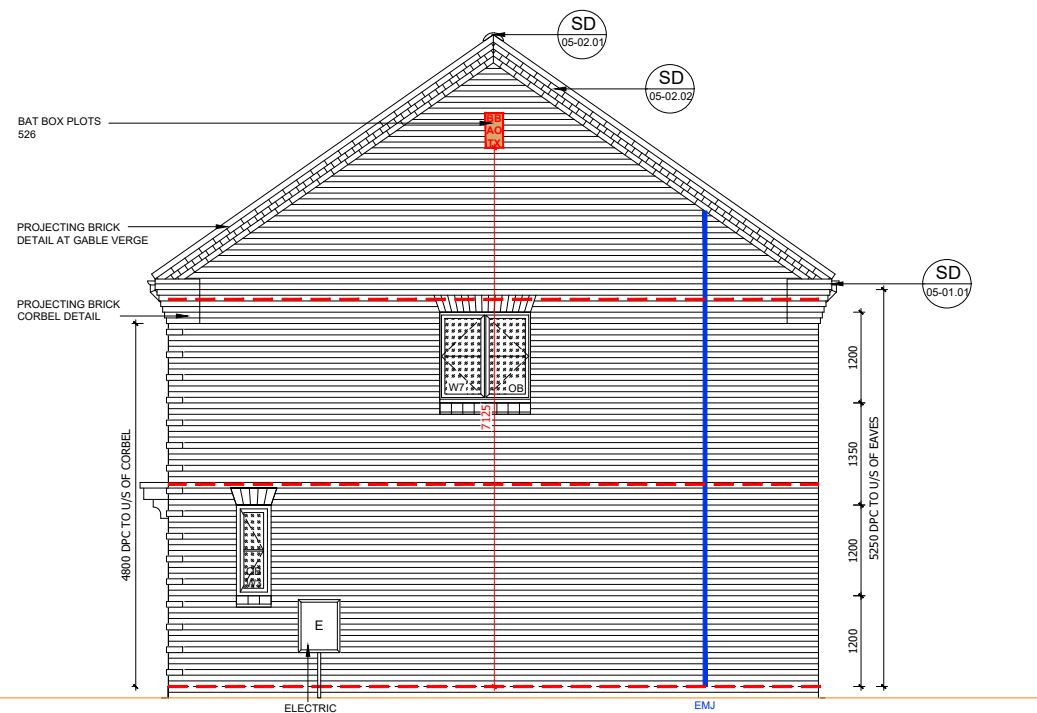 SD
05-02.01
SD
05-02.02
BAT BOX PLOTS
526
BB
AO
TX
PROJECTING BRICK
DETAIL AT GABLE VERGE
SD
05-01.01
PROJECTING BRICK
CORBEL DETAIL
W7
OB
7125
1200
1350
1200
1200
4800 DPC TO U/S OF CORBEL
5250 DPC TO U/S OF EAVES
E
ELECTRIC
EMJ